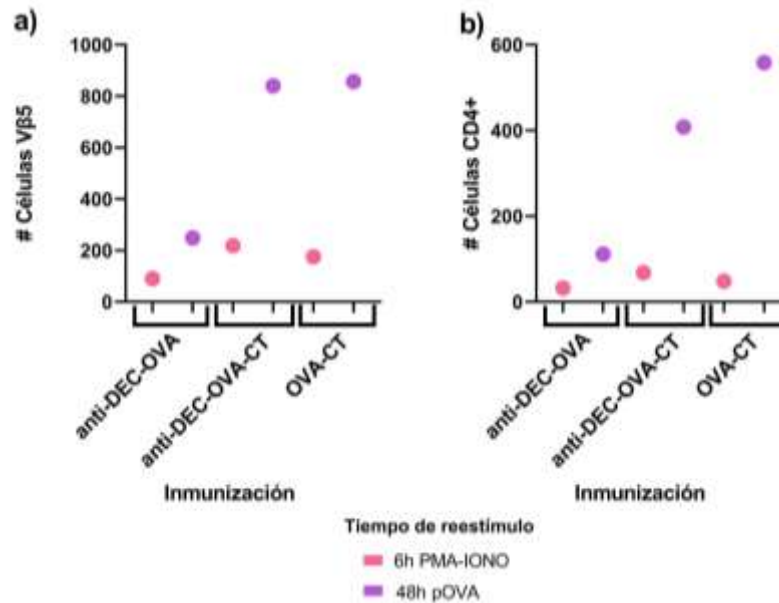 a)
1000
800
600
400
200
0
# Células Vβ5
anti-DEC-OVA
anti-DEC-OVA-CT
OVA-CT
Inmunización
b)
600
400
200
0
# Células CD4+
anti-DEC-OVA
anti-DEC-OVA-CT
OVA-CT
Inmunización
Tiempo de reestímulo
6h PMA-IONO
48h pOVA